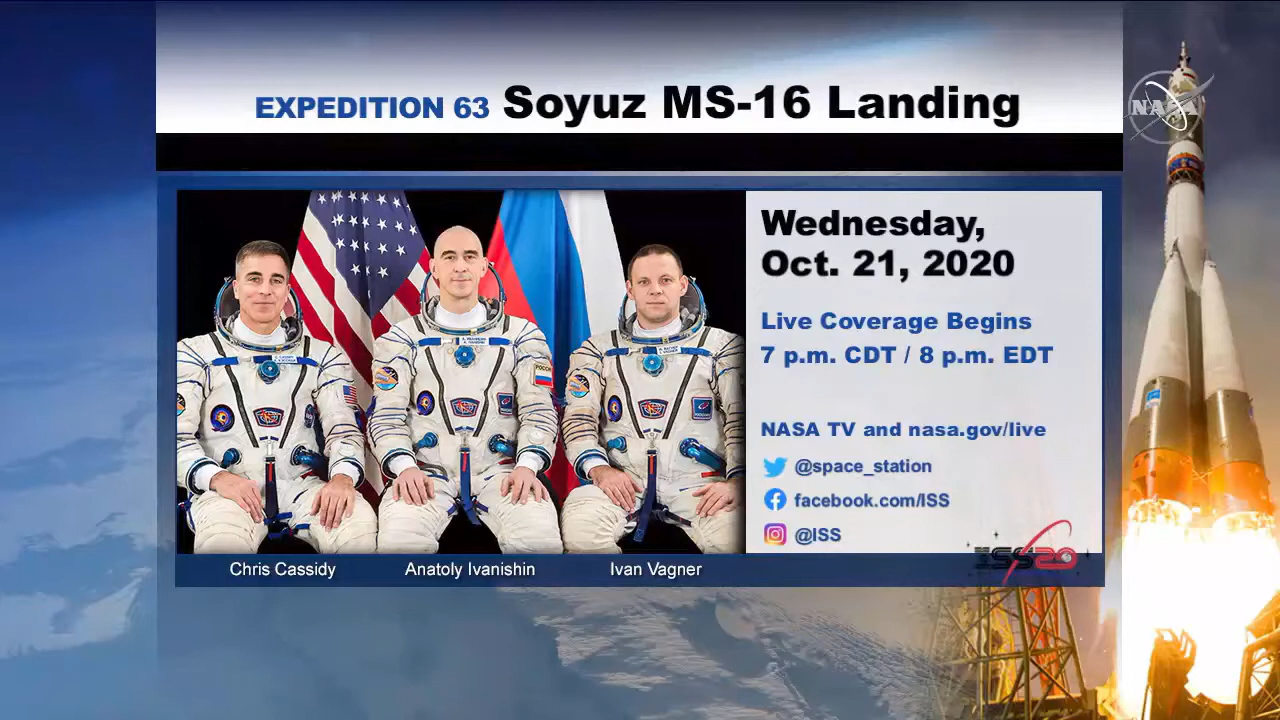 EXPEDITION 63 Soyuz MS-16 Landing
NASA
Wednesday,
Oct. 21, 2020
Live Coverage Begins
7 p.m. CDT / 8 p.m. EDT
NASA TV and nasa.gov/live
@space_station
facebook.com/ISS
@ISS
ISS20
Chris Cassidy
Anatoly Ivanishin
Ivan Vagner